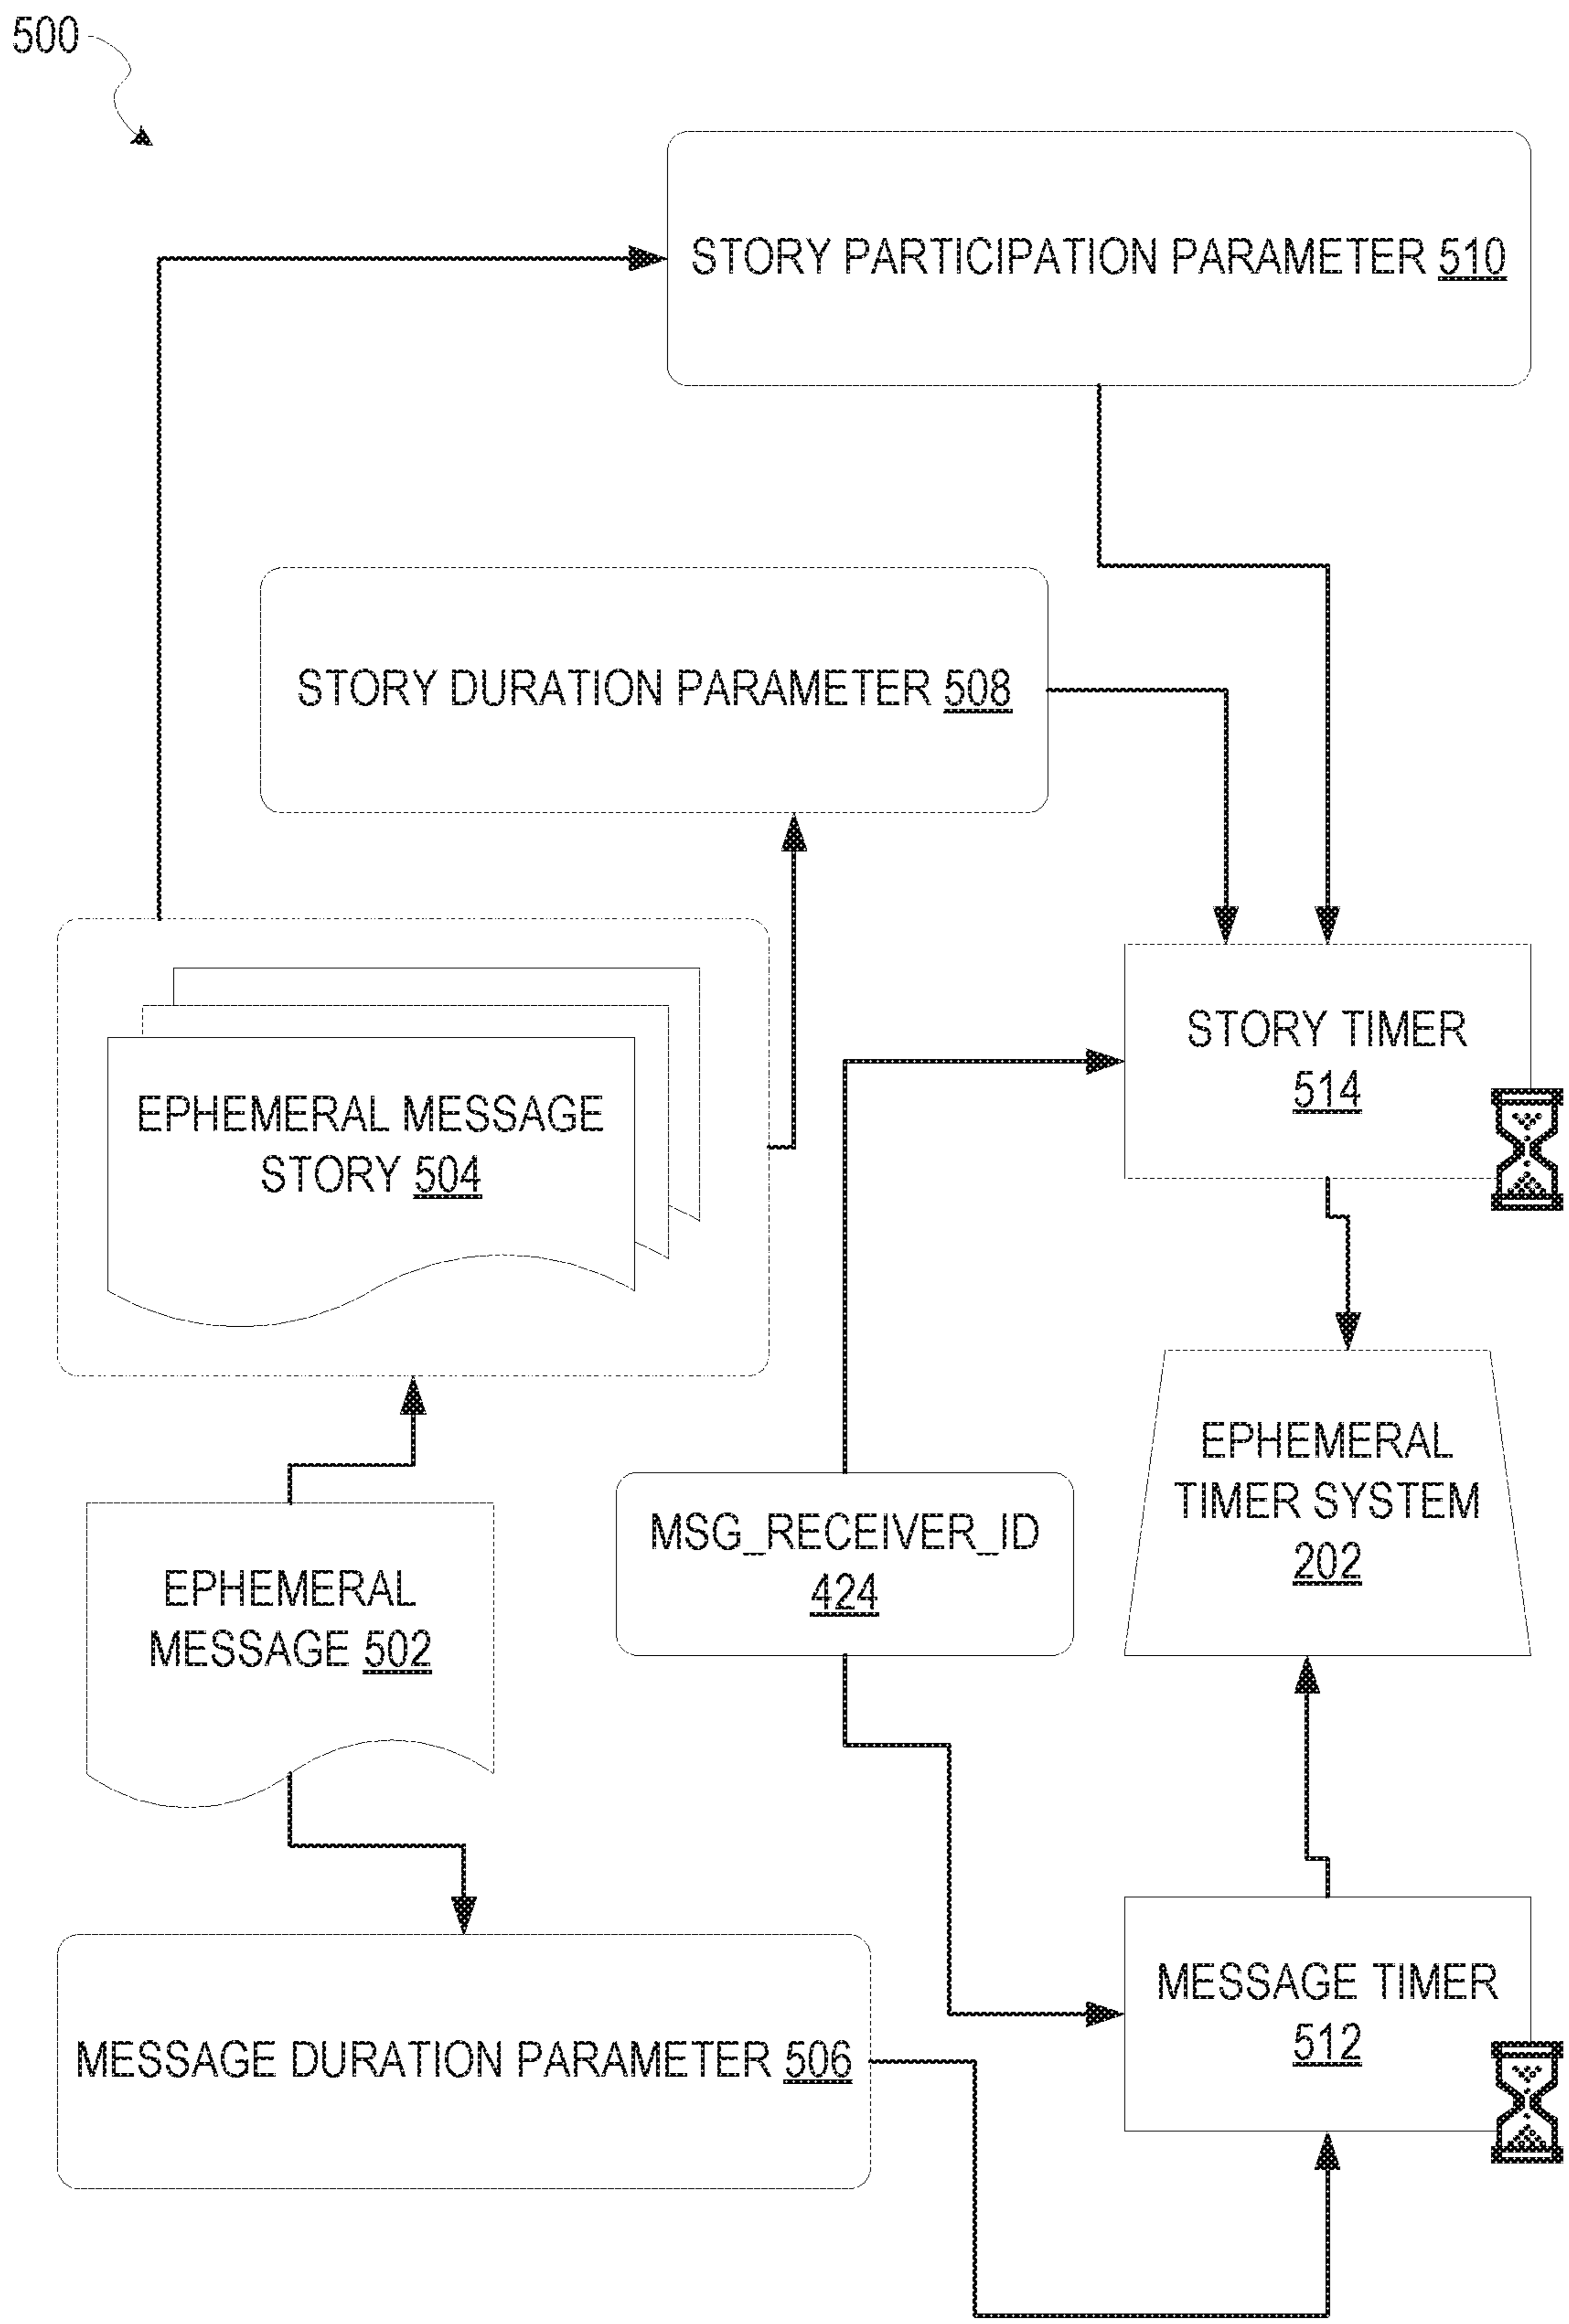 500
STORY PARTICIPATION PARAMETER 510
STORY DURATION PARAMETER 508
STORY TIMER
514
EPHEMERAL MESSAGE
STORY 504
EPHEMERAL
TIMER SYSTEM
202
MSG_RECEIVER_ID
424
EPHEMERAL
MESSAGE 502
MESSAGE TIMER
512
MESSAGE DURATION PARAMETER 506